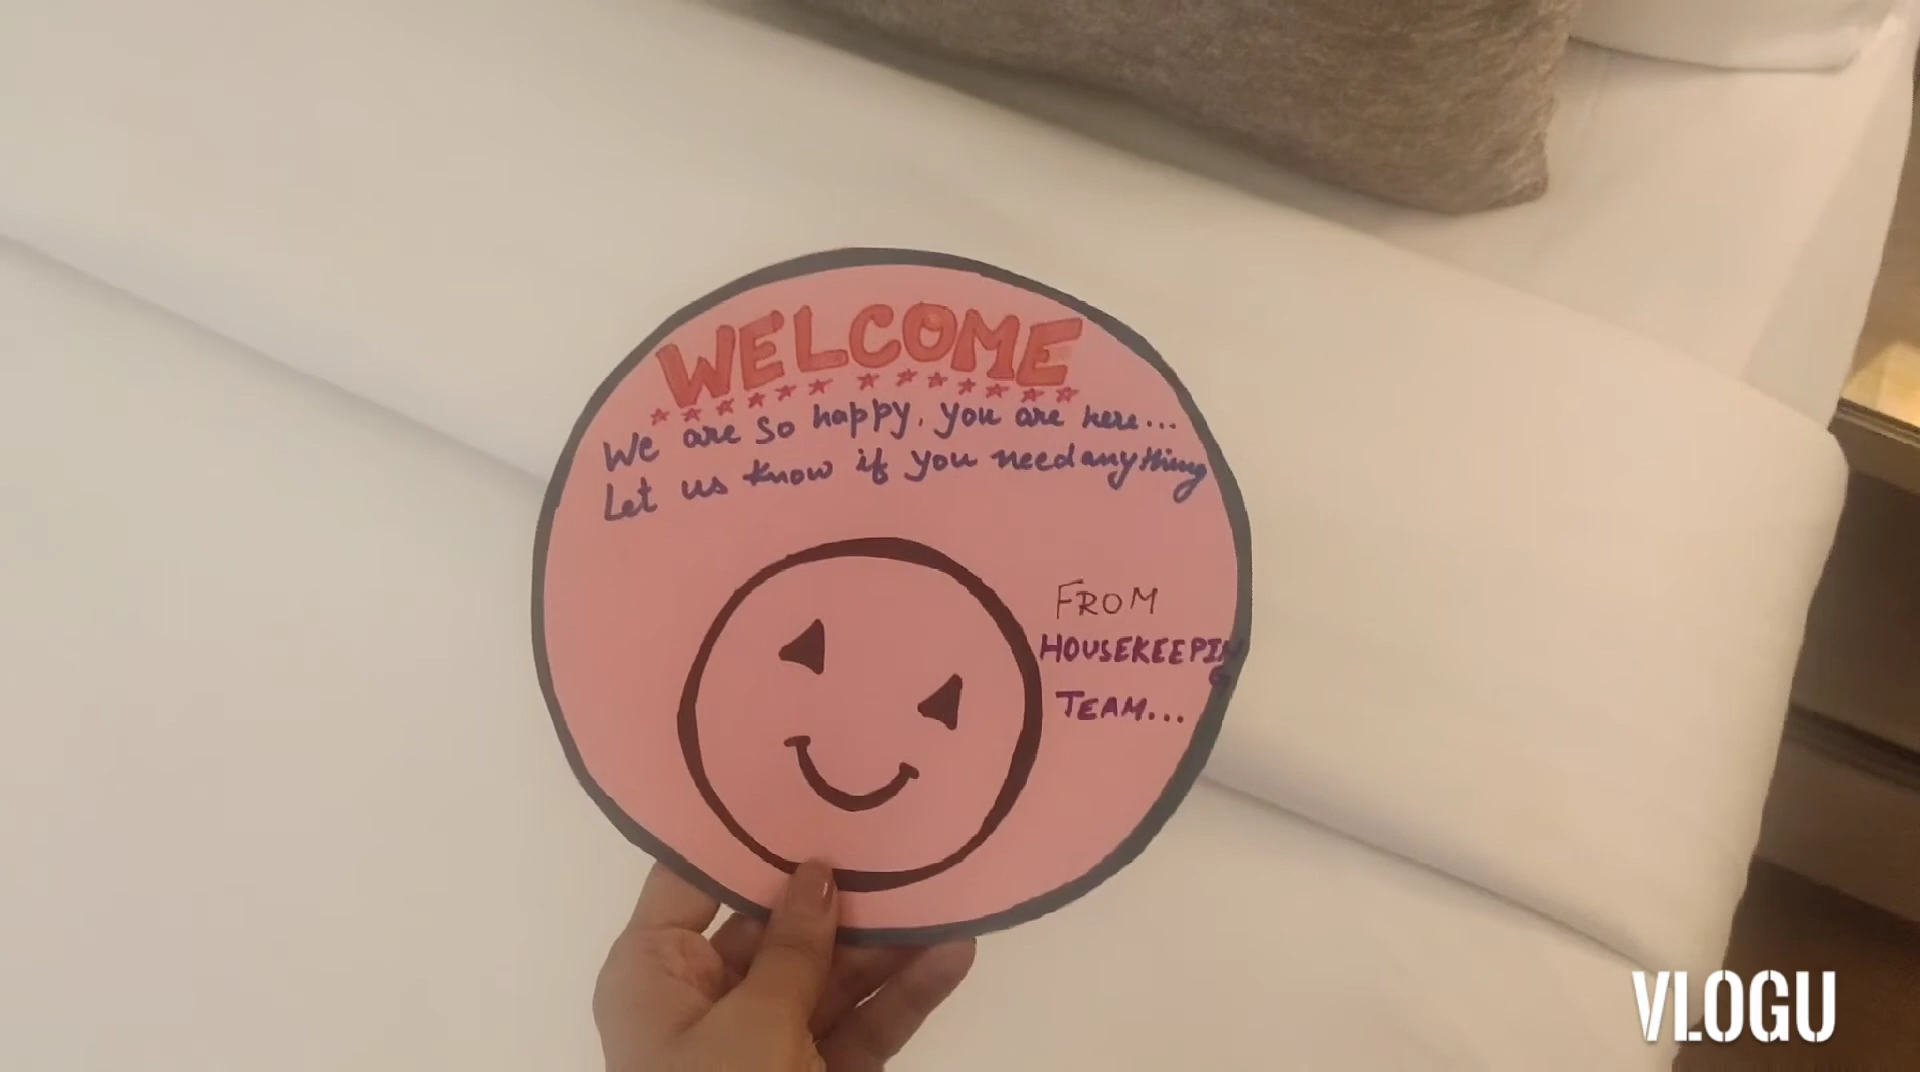 WELCOME
We are so happy, you are here...
Let us know if you need anything
FROM
HOUSEKEEPIN
G
TEAM...
VLOGU